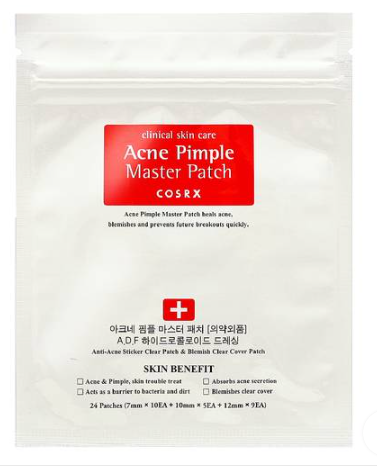 clinical skin care
Acne Pimple
Master Patch
COSRX
Acne Pimple Master Patch heals acne,
blemishes and prevents future breakouts quickly.
아크네 핌플 마스터 패치 [의약외품]
A.D.F 하이드로콜로이드 드레싱
Anti-Acne Sticker Clear Patch & Blemish Clear Cover Patch
SKIN BENEFIT
☐ Acne & Pimple, skin trouble treat ☐ Absorbs acne secretion
☐ Acts as a barrier to bacteria and dirt ☐ Blemishes clear cover
24 Patches (7mm × 10EA + 10mm × 5EA + 12mm × 9EA)